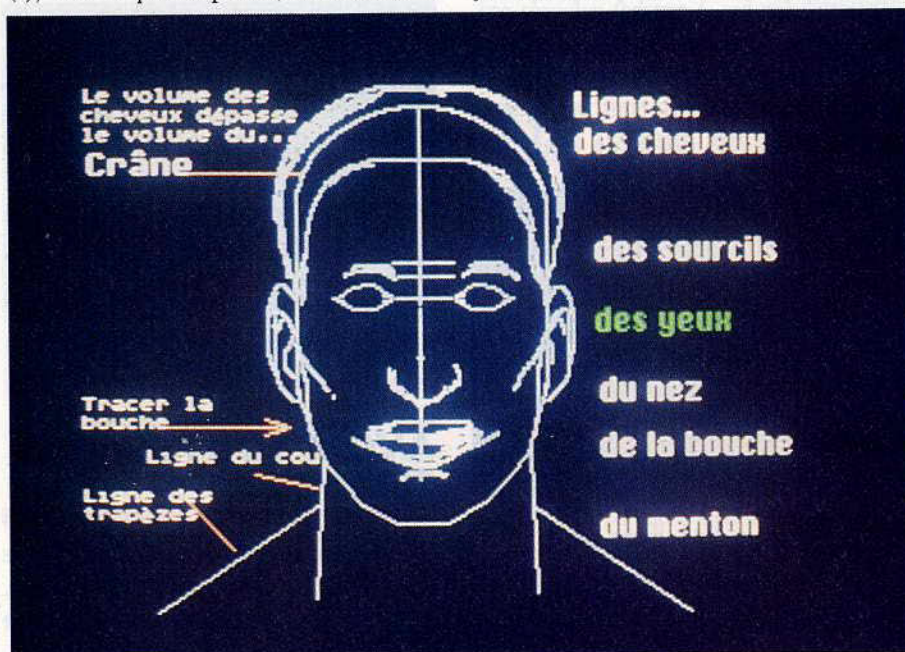 Le volume des
cheveux dépasse
le volume du...
Crâne
Tracer la
bouche
Ligne du cou
Ligne des
trapèzes
Lignes...
des cheveux
des sourcils
des yeux
du nez
de la bouche
du menton